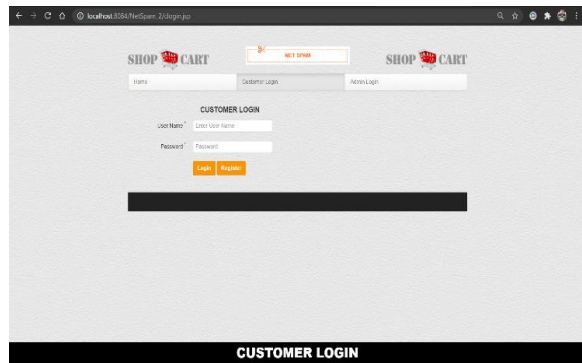 localhost:8084/NetSpam_2/clogin.jsp
SHOP CART
NET SPAM
SHOP CART
Home
Customer Login
Admin Login
CUSTOMER LOGIN
User Name *
Enter User Name
Password *
Password
Login
Register
CUSTOMER LOGIN